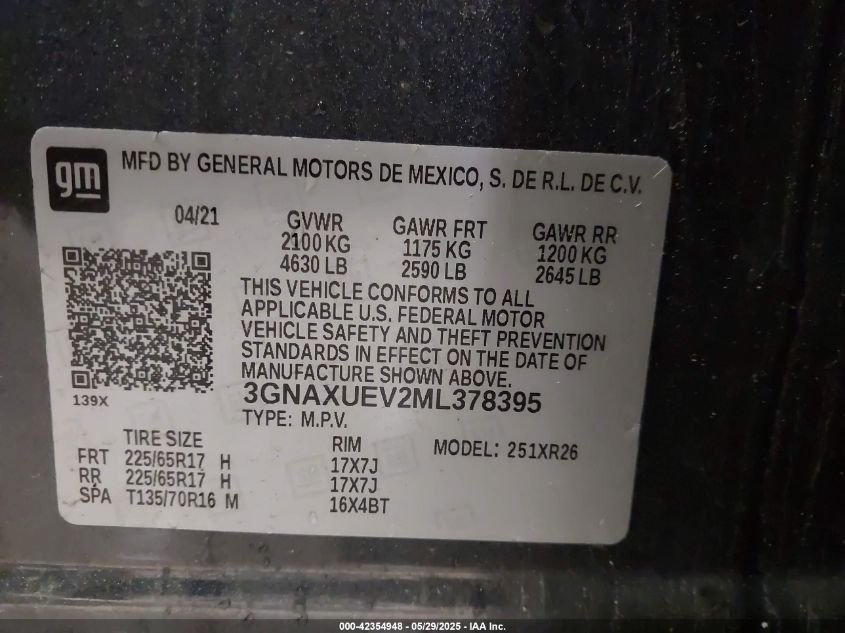 gm
MFD BY GENERAL MOTORS DE MEXICO, S. DE R.L. DE C.V.
04/21 GVWR GAWR FRT GAWR RR
2100 KG 1175 KG 1200 KG
4630 LB 2590 LB 2645 LB
THIS VEHICLE CONFORMS TO ALL
APPLICABLE U.S. FEDERAL MOTOR
VEHICLE SAFETY AND THEFT PREVENTION
STANDARDS IN EFFECT ON THE DATE OF
MANUFACTURE SHOWN ABOVE.
139X
3GNAXUEV2ML378395
TYPE: M.P.V.
TIRE SIZE RIM MODEL: 251XR26
FRT 225/65R17 H 17X7J
RR 225/65R17 H 17X7J
SPA T135/70R16 M 16X4BT
000-42354948 - 05/29/2025 - IAA Inc.